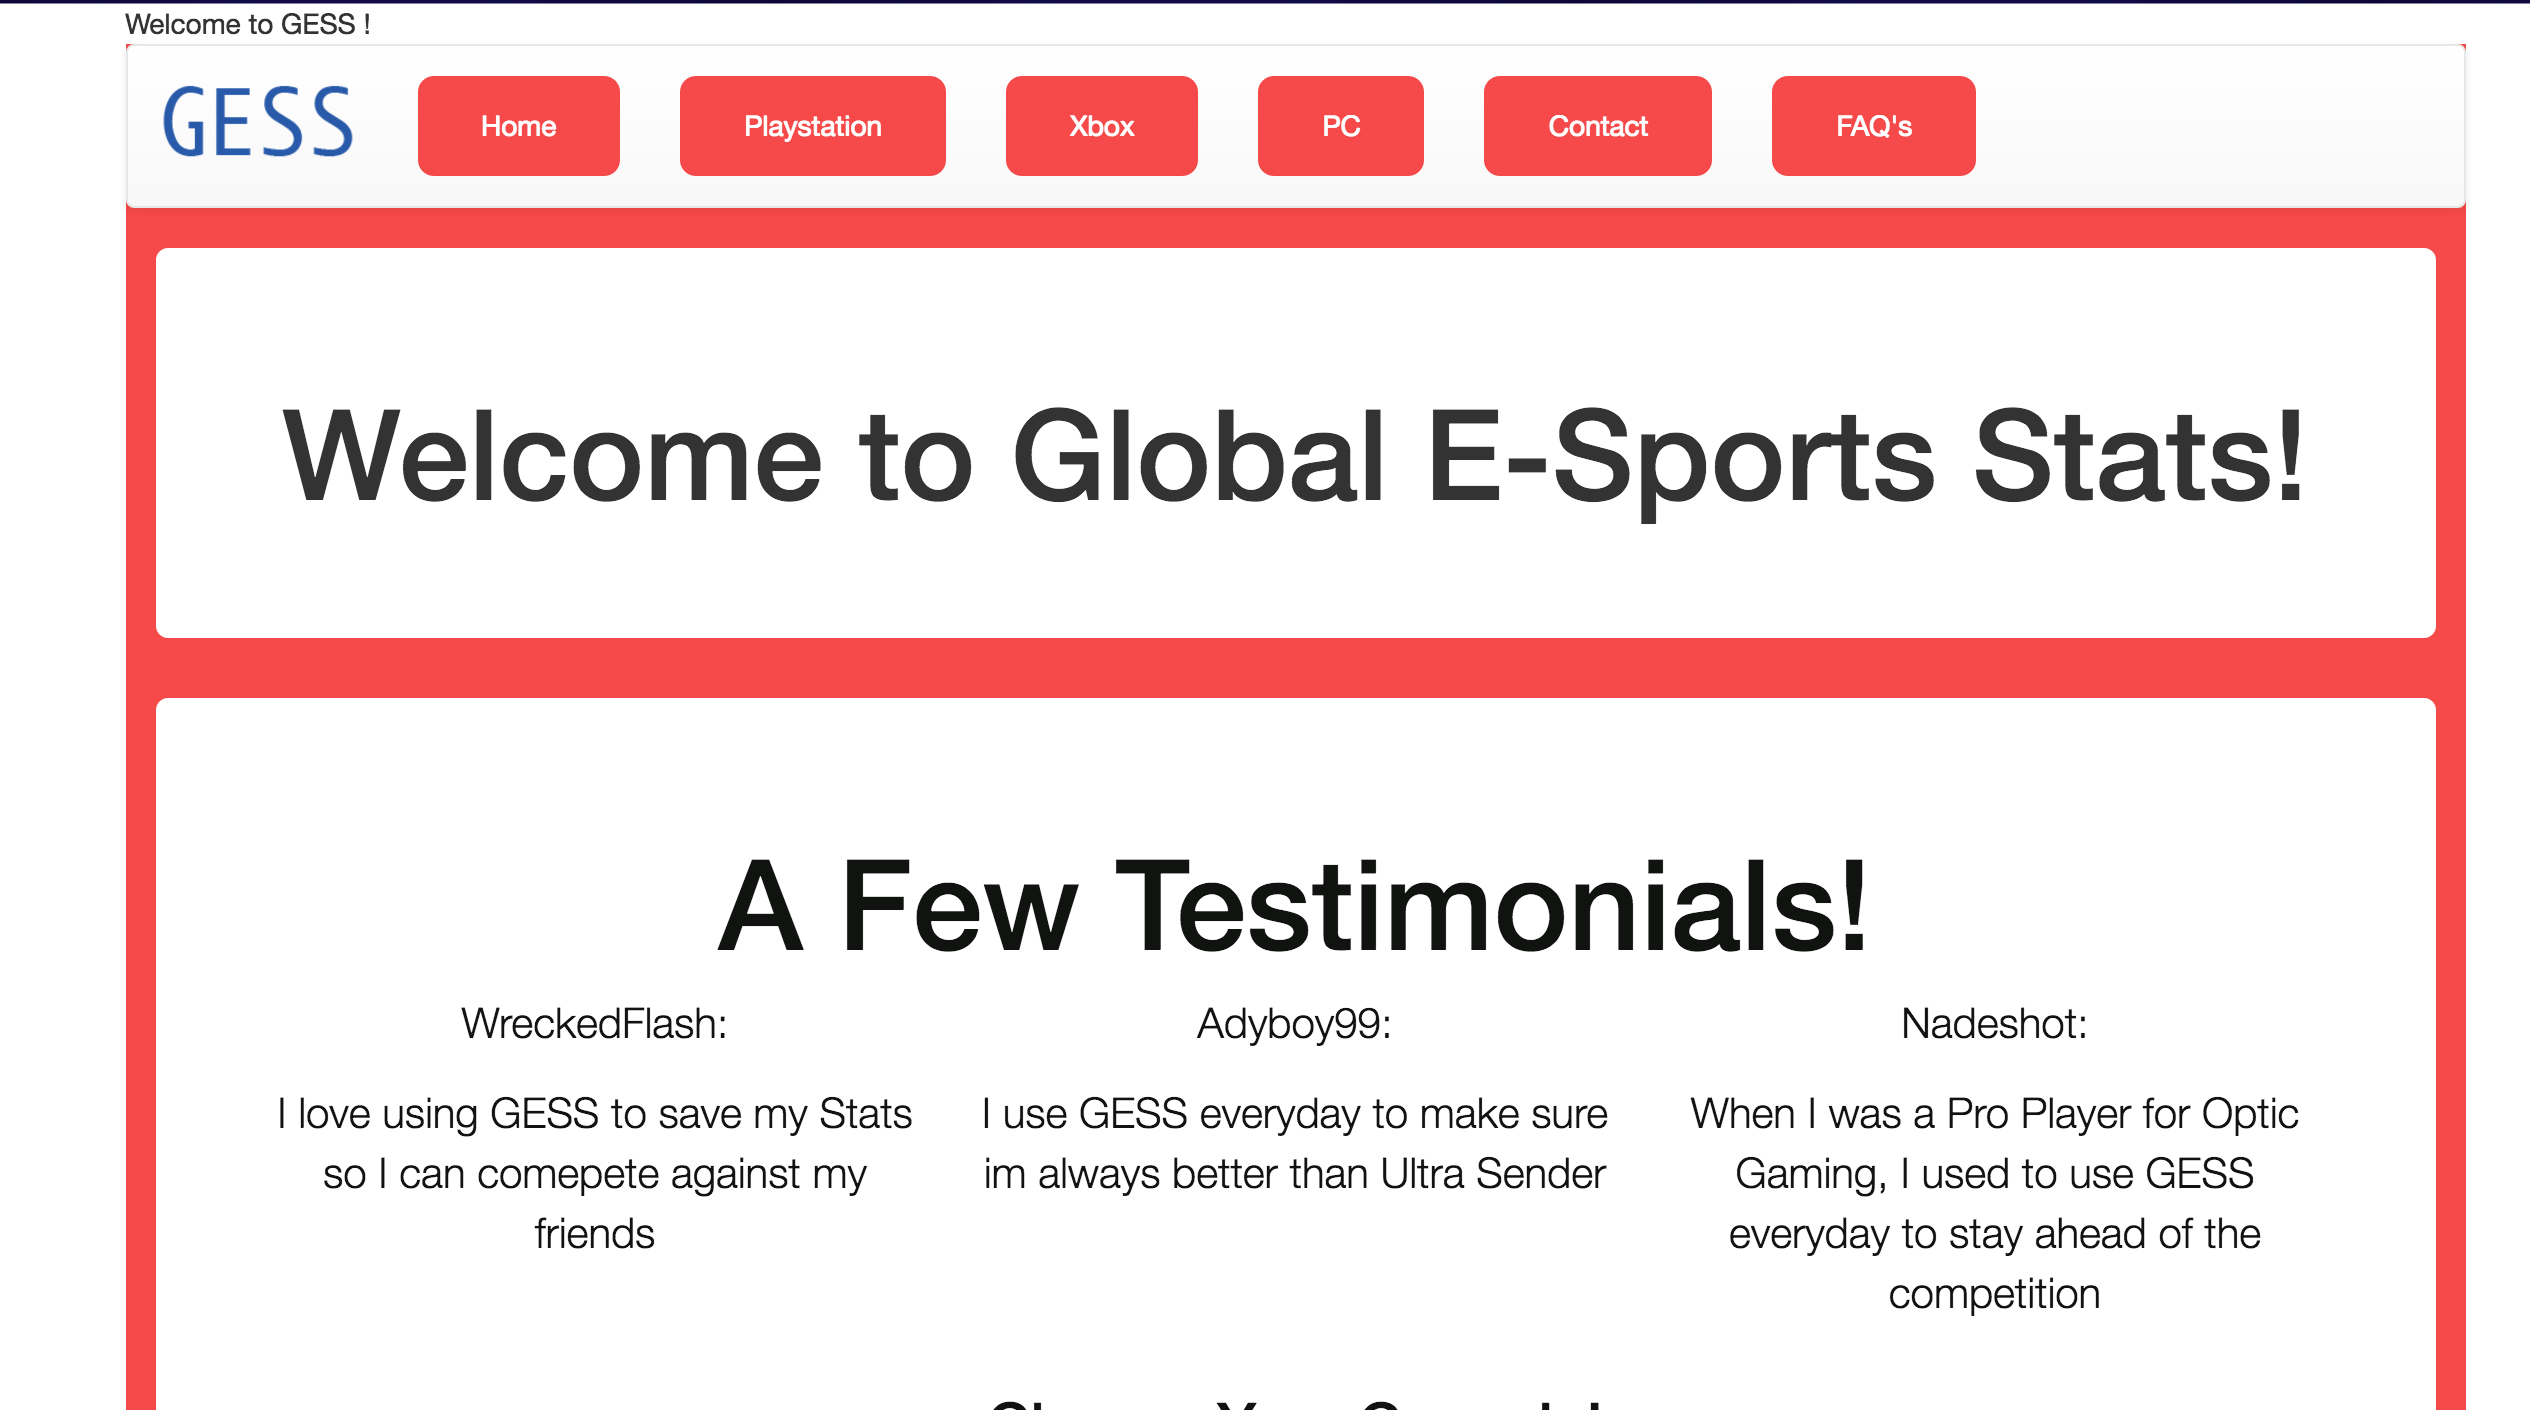 Welcome to GESS !
GESS Home Playstation Xbox PC Contact FAQ's
Welcome to Global E-Sports Stats!
A Few Testimonials!
WreckedFlash:
I love using GESS to save my Stats
so I can comepete against my
friends
Adyboy99:
I use GESS everyday to make sure
im always better than Ultra Sender
Nadeshot:
When I was a Pro Player for Optic
Gaming, I used to use GESS
everyday to stay ahead of the
competition